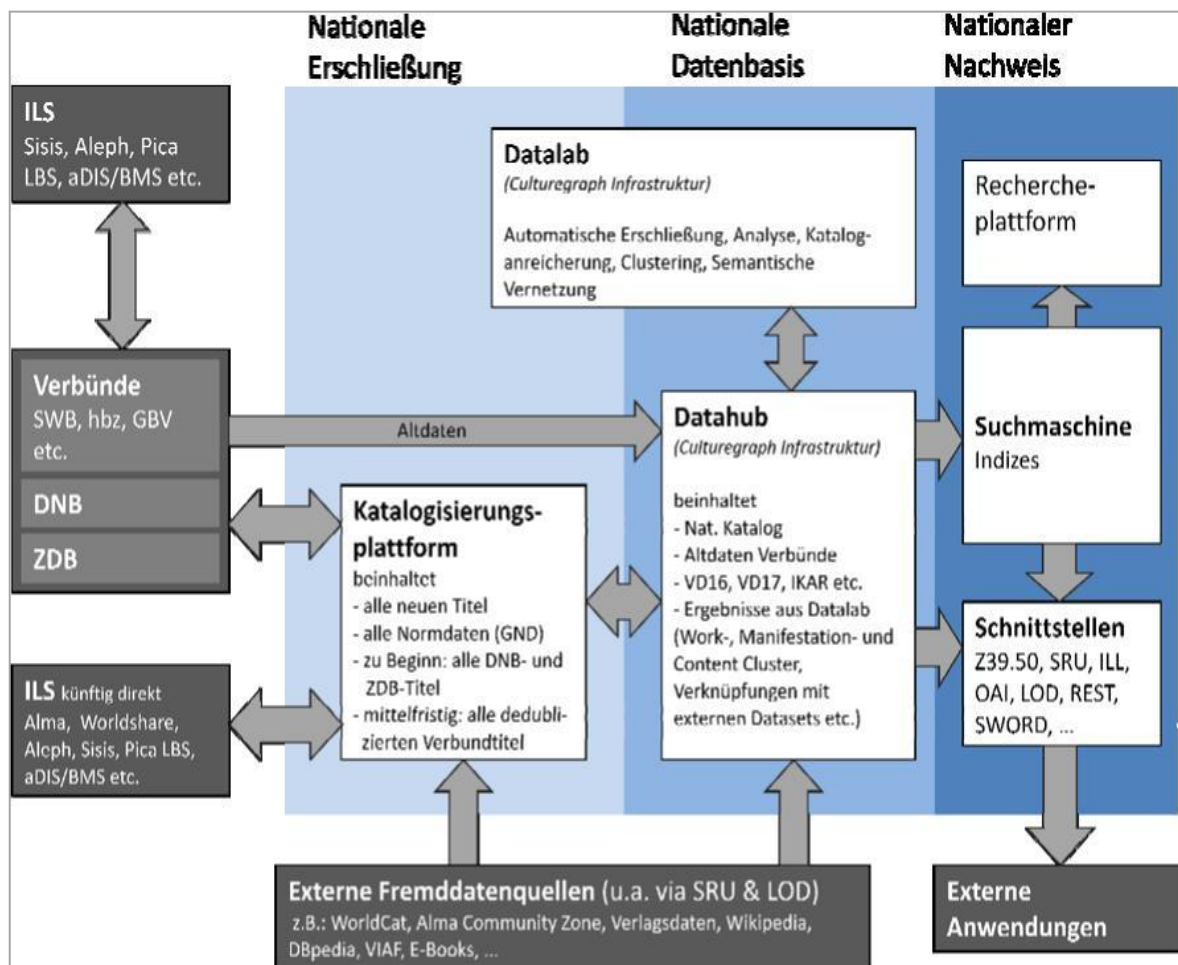 Nationale
Erschließung
Nationale
Datenbasis
Nationaler
Nachweis
ILS
Sisis, Aleph, Pica
LBS, aDIS/BMS etc.
Datalab
(Culturegraph Infrastruktur)
Automatische Erschließung, Analyse, Katalog-
anreicherung, Clustering, Semantische
Vernetzung
Recherche-
plattform
Verbünde
SWB, hbz, GBV
etc.
DNB
ZDB
Altdaten
Datahub
(Culturegraph Infrastruktur)
beinhaltet
- Nat. Katalog
- Altdaten Verbünde
- VD16, VD17, IKAR etc.
- Ergebnisse aus Datalab
(Work-, Manifestation- und
Content Cluster,
Verknüpfungen mit
externen Datasets etc.)
Suchmaschine
Indizes
Katalogisierungs-
plattform
beinhaltet
- alle neuen Titel
- alle Normdaten (GND)
- zu Beginn: alle DNB- und
ZDB-Titel
- mittelfristig: alle dedubli-
zierten Verbundtitel
Schnittstellen
Z39.50, SRU, ILL,
OAI, LOD, REST,
SWORD, ...
ILS künftig direkt
Alma, Worldshare,
Aleph, Sisis, Pica LBS,
aDIS/BMS etc.
Externe Fremddatenquellen (u.a. via SRU & LOD)
z.B.: WorldCat, Alma Community Zone, Verlagsdaten, Wikipedia,
DBpedia, VIAF, E-Books, ...
Externe
Anwendungen